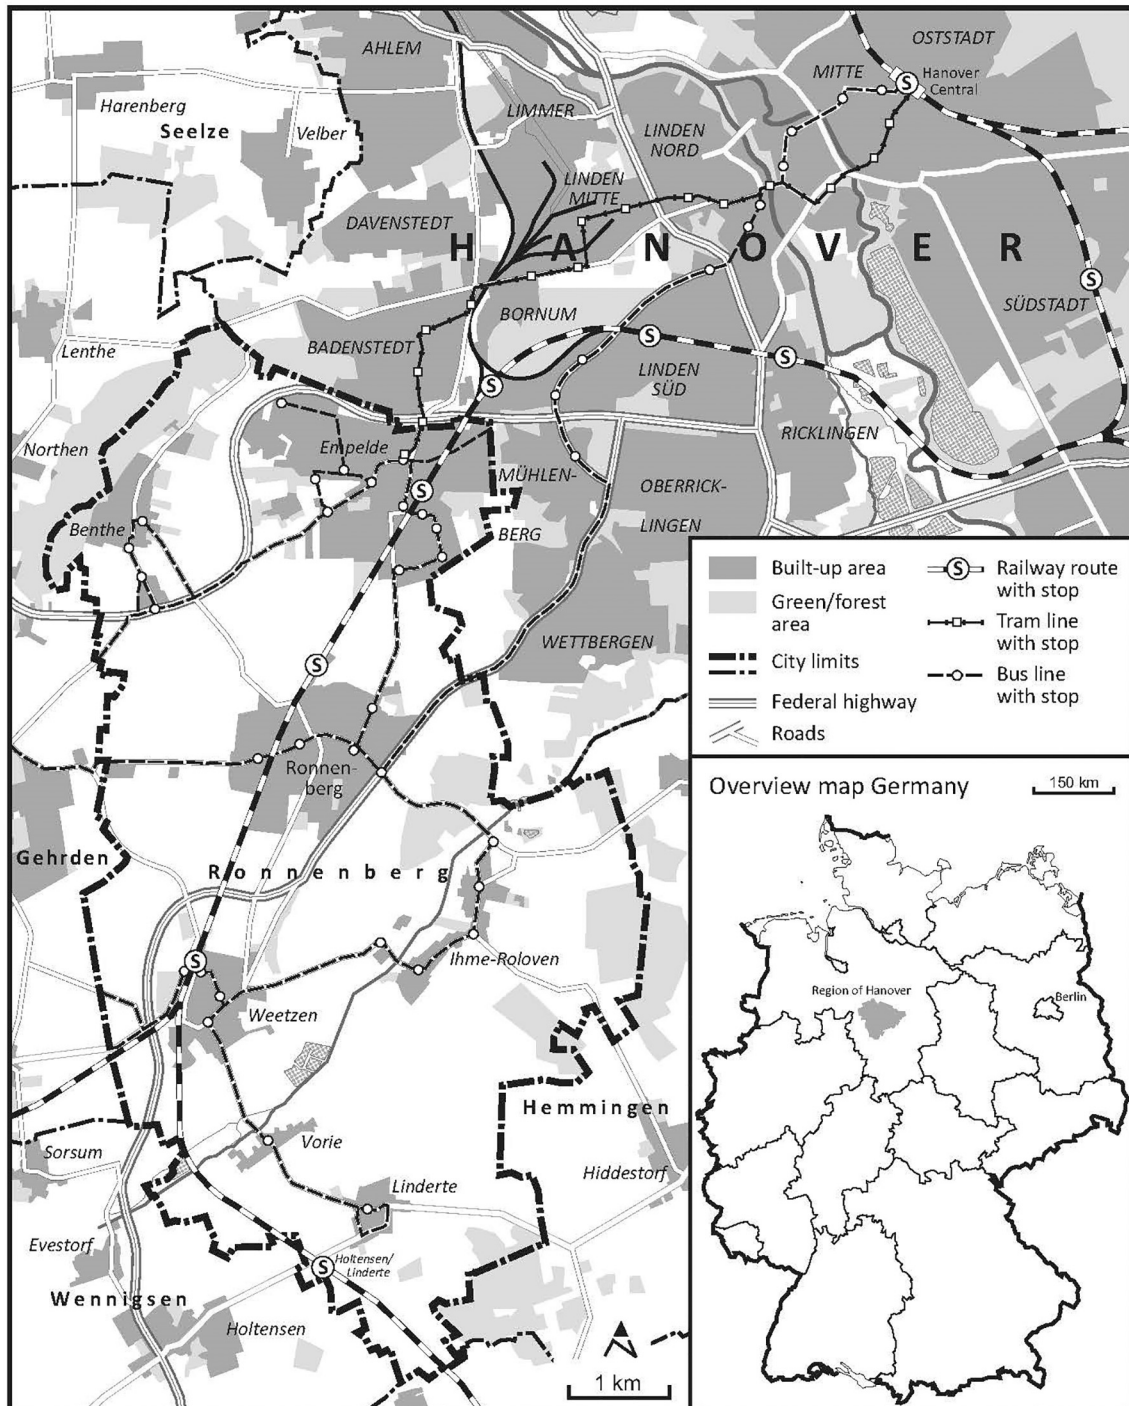 OSTSTADT
AHLEM
MITTE
Hanover
Central
Harenberg
LIMMER
Seelze
Velber
LINDEN
NORD
LINDEN
MITTE
DAVENSTEDT
HANOVER
SÜDSTADT
BORNUM
BADENSTEDT
Lenthe
LINDEN
SÜD
RICKLINGEN
Northen
Empelde
MÜHLEN-
BERG
OBERRICK-
LINGEN
Benthe
WETTBERGEN
Ronnen-
berg
Gehrden
Ronnenberg
Ihme-Roloven
Weetzen
Hemmingen
Sorsum
Vorie
Hiddestorf
Linderte
Evestorf
Holtensen/
Linderte
Wennigsen
Holtensen
1 km
S
S
S
S
S
S
S
S
S
Built-up area
Green/forest
area
City limits
Federal highway
Roads
S
Railway route
with stop
Tram line
with stop
Bus line
with stop
Overview map Germany
150 km
Region of Hanover
Berlin